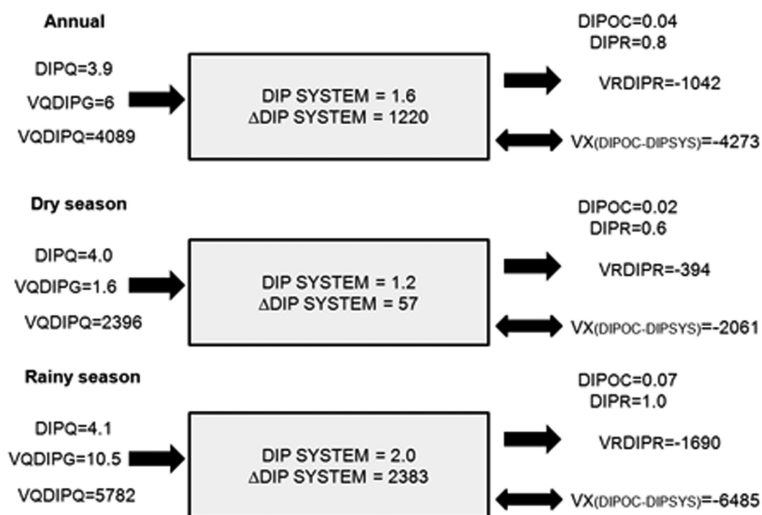 Annual
DIPQ=3.9
VQDIPG=6
VQDIPQ=4089
DIP SYSTEM = 1.6
ΔDIP SYSTEM = 1220
DIPOC=0.04
DIPR=0.8
VRDIPR=-1042
VX(DIPOC-DIPSYS)=-4273
Dry season
DIPQ=4.0
VQDIPG=1.6
VQDIPQ=2396
DIP SYSTEM = 1.2
ΔDIP SYSTEM = 57
DIPOC=0.02
DIPR=0.6
VRDIPR=-394
VX(DIPOC-DIPSYS)=-2061
Rainy season
DIPQ=4.1
VQDIPG=10.5
VQDIPQ=5782
DIP SYSTEM = 2.0
ΔDIP SYSTEM = 2383
DIPOC=0.07
DIPR=1.0
VRDIPR=-1690
VX(DIPOC-DIPSYS)=-6485